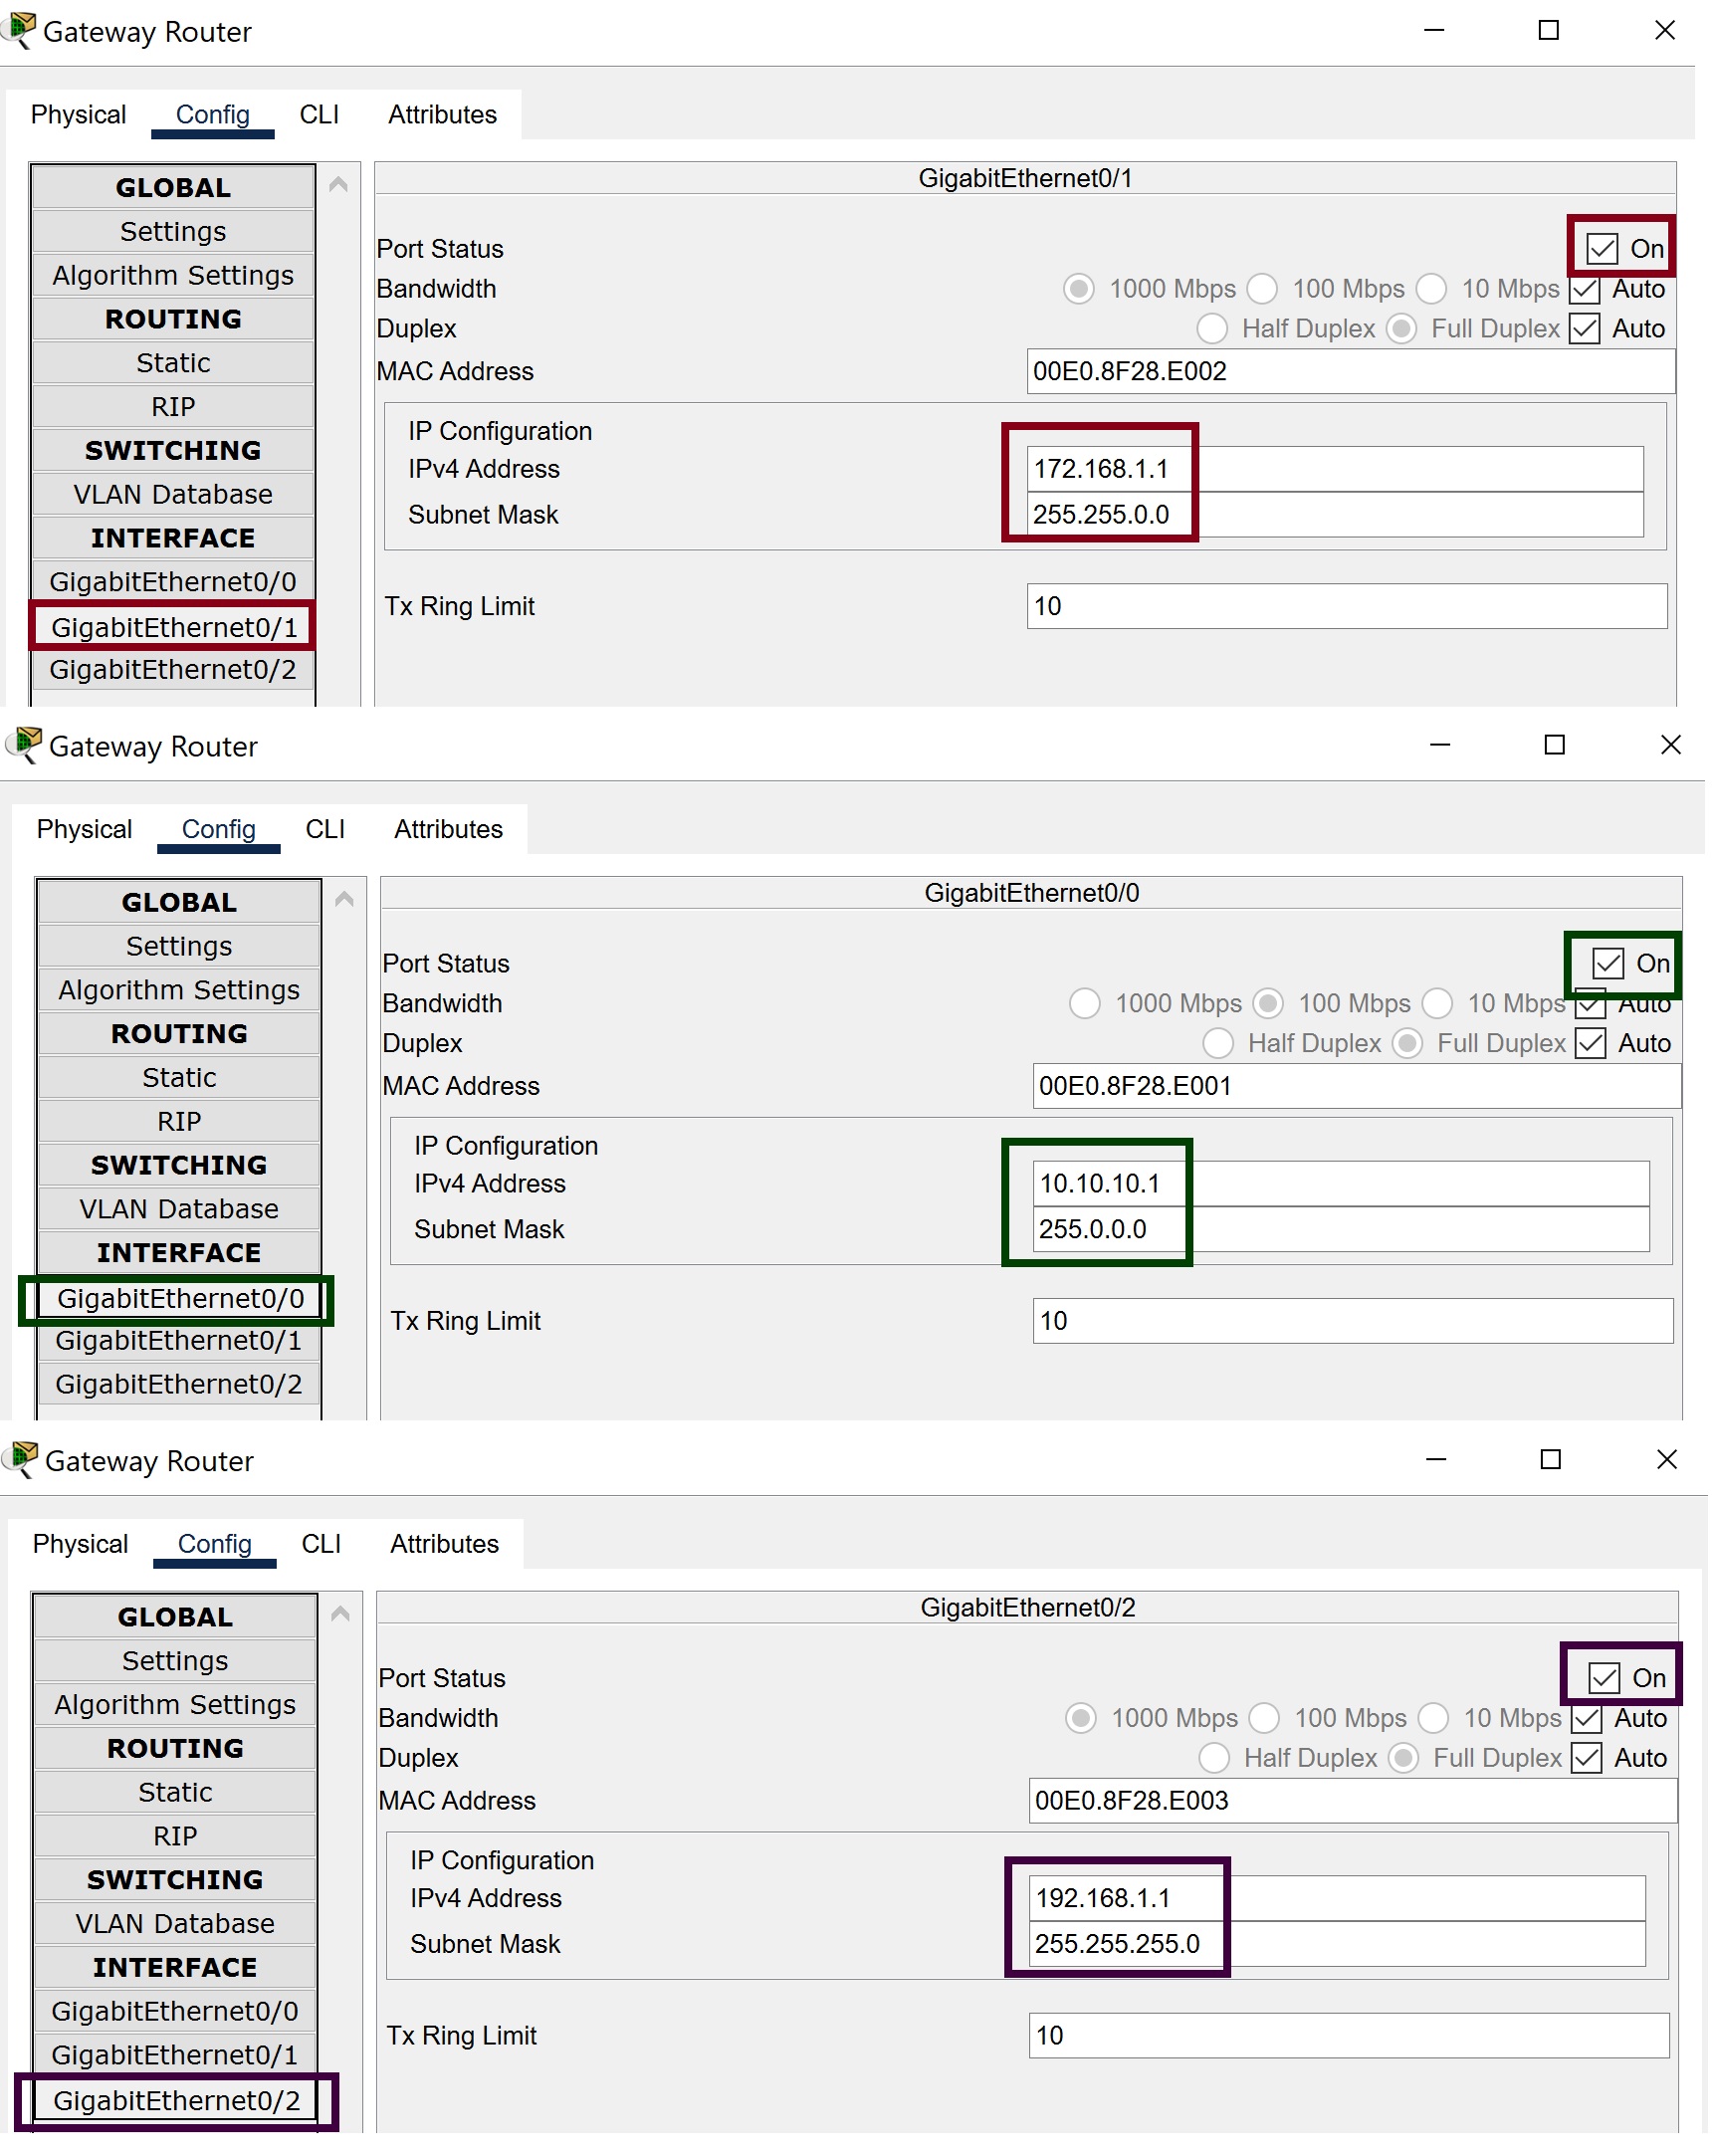 Gateway Router
Physical Config CLI Attributes
GLOBAL
Settings
Algorithm Settings
ROUTING
Static
RIP
SWITCHING
VLAN Database
INTERFACE
GigabitEthernet0/0
GigabitEthernet0/1
GigabitEthernet0/2
GigabitEthernet0/1
Port Status On
Bandwidth 1000 Mbps 100 Mbps 10 Mbps Auto
Duplex Half Duplex Full Duplex Auto
MAC Address 00E0.8F28.E002
IP Configuration
IPv4 Address 172.168.1.1
Subnet Mask 255.255.0.0
Tx Ring Limit 10
Gateway Router
Physical Config CLI Attributes
GLOBAL
Settings
Algorithm Settings
ROUTING
Static
RIP
SWITCHING
VLAN Database
INTERFACE
GigabitEthernet0/0
GigabitEthernet0/1
GigabitEthernet0/2
GigabitEthernet0/0
Port Status On
Bandwidth 1000 Mbps 100 Mbps 10 Mbps Auto
Duplex Half Duplex Full Duplex Auto
MAC Address 00E0.8F28.E001
IP Configuration
IPv4 Address 10.10.10.1
Subnet Mask 255.0.0.0
Tx Ring Limit 10
Gateway Router
Physical Config CLI Attributes
GLOBAL
Settings
Algorithm Settings
ROUTING
Static
RIP
SWITCHING
VLAN Database
INTERFACE
GigabitEthernet0/0
GigabitEthernet0/1
GigabitEthernet0/2
GigabitEthernet0/2
Port Status On
Bandwidth 1000 Mbps 100 Mbps 10 Mbps Auto
Duplex Half Duplex Full Duplex Auto
MAC Address 00E0.8F28.E003
IP Configuration
IPv4 Address 192.168.1.1
Subnet Mask 255.255.255.0
Tx Ring Limit 10